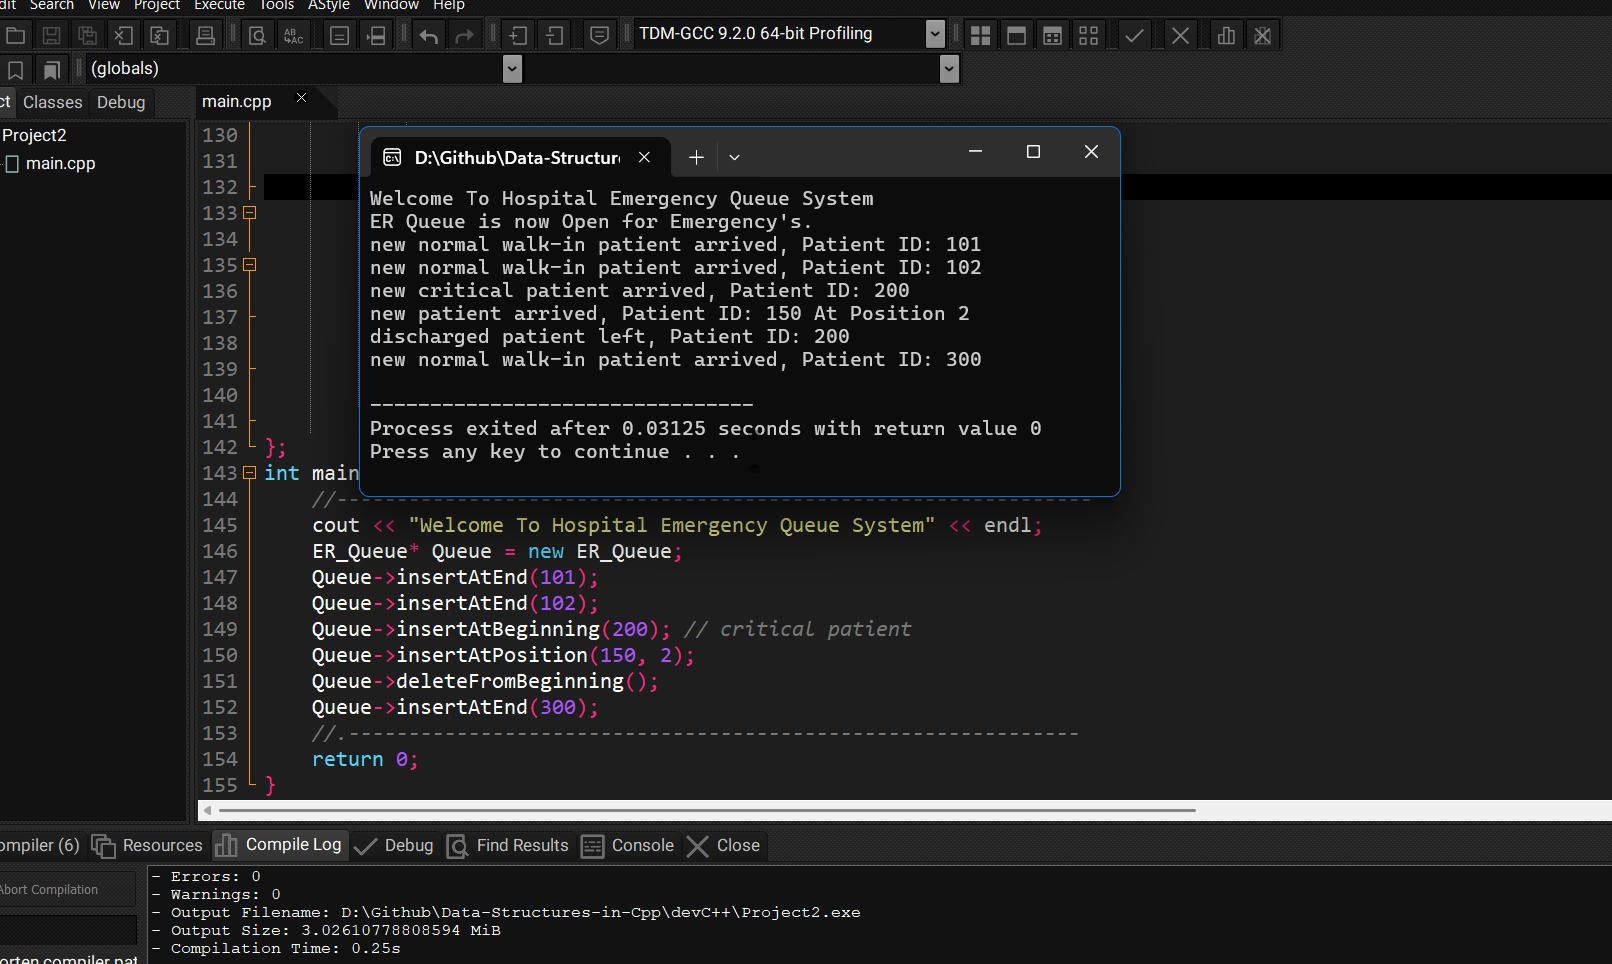 dit Search View Project Execute Tools AStyle Window Help
TDM-GCC 9.2.0 64-bit Profiling
(globals)
ct Classes Debug
main.cpp
Project2
main.cpp
130
131
132
133
134
135
136
137
138
139
140
141
142 };
143 int main
144 //---------------------------------------------------------------
145 cout << "Welcome To Hospital Emergency Queue System" << endl;
146 ER_Queue* Queue = new ER_Queue;
147 Queue->insertAtEnd(101);
148 Queue->insertAtEnd(102);
149 Queue->insertAtBeginning(200); // critical patient
150 Queue->insertAtPosition(150, 2);
151 Queue->deleteFromBeginning();
152 Queue->insertAtEnd(300);
153 //.-------------------------------------------------------------
154 return 0;
155 }
D:\Github\Data-Structur
Welcome To Hospital Emergency Queue System
ER Queue is now Open for Emergency's.
new normal walk-in patient arrived, Patient ID: 101
new normal walk-in patient arrived, Patient ID: 102
new critical patient arrived, Patient ID: 200
new patient arrived, Patient ID: 150 At Position 2
discharged patient left, Patient ID: 200
new normal walk-in patient arrived, Patient ID: 300
--------------------------------
Process exited after 0.03125 seconds with return value 0
Press any key to continue . . .
ompiler (6) Resources Compile Log Debug Find Results Console Close
Abort Compilation
orten compiler pat
- Errors: 0
- Warnings: 0
- Output Filename: D:\Github\Data-Structures-in-Cpp\devC++\Project2.exe
- Output Size: 3.02610778808594 MiB
- Compilation Time: 0.25s